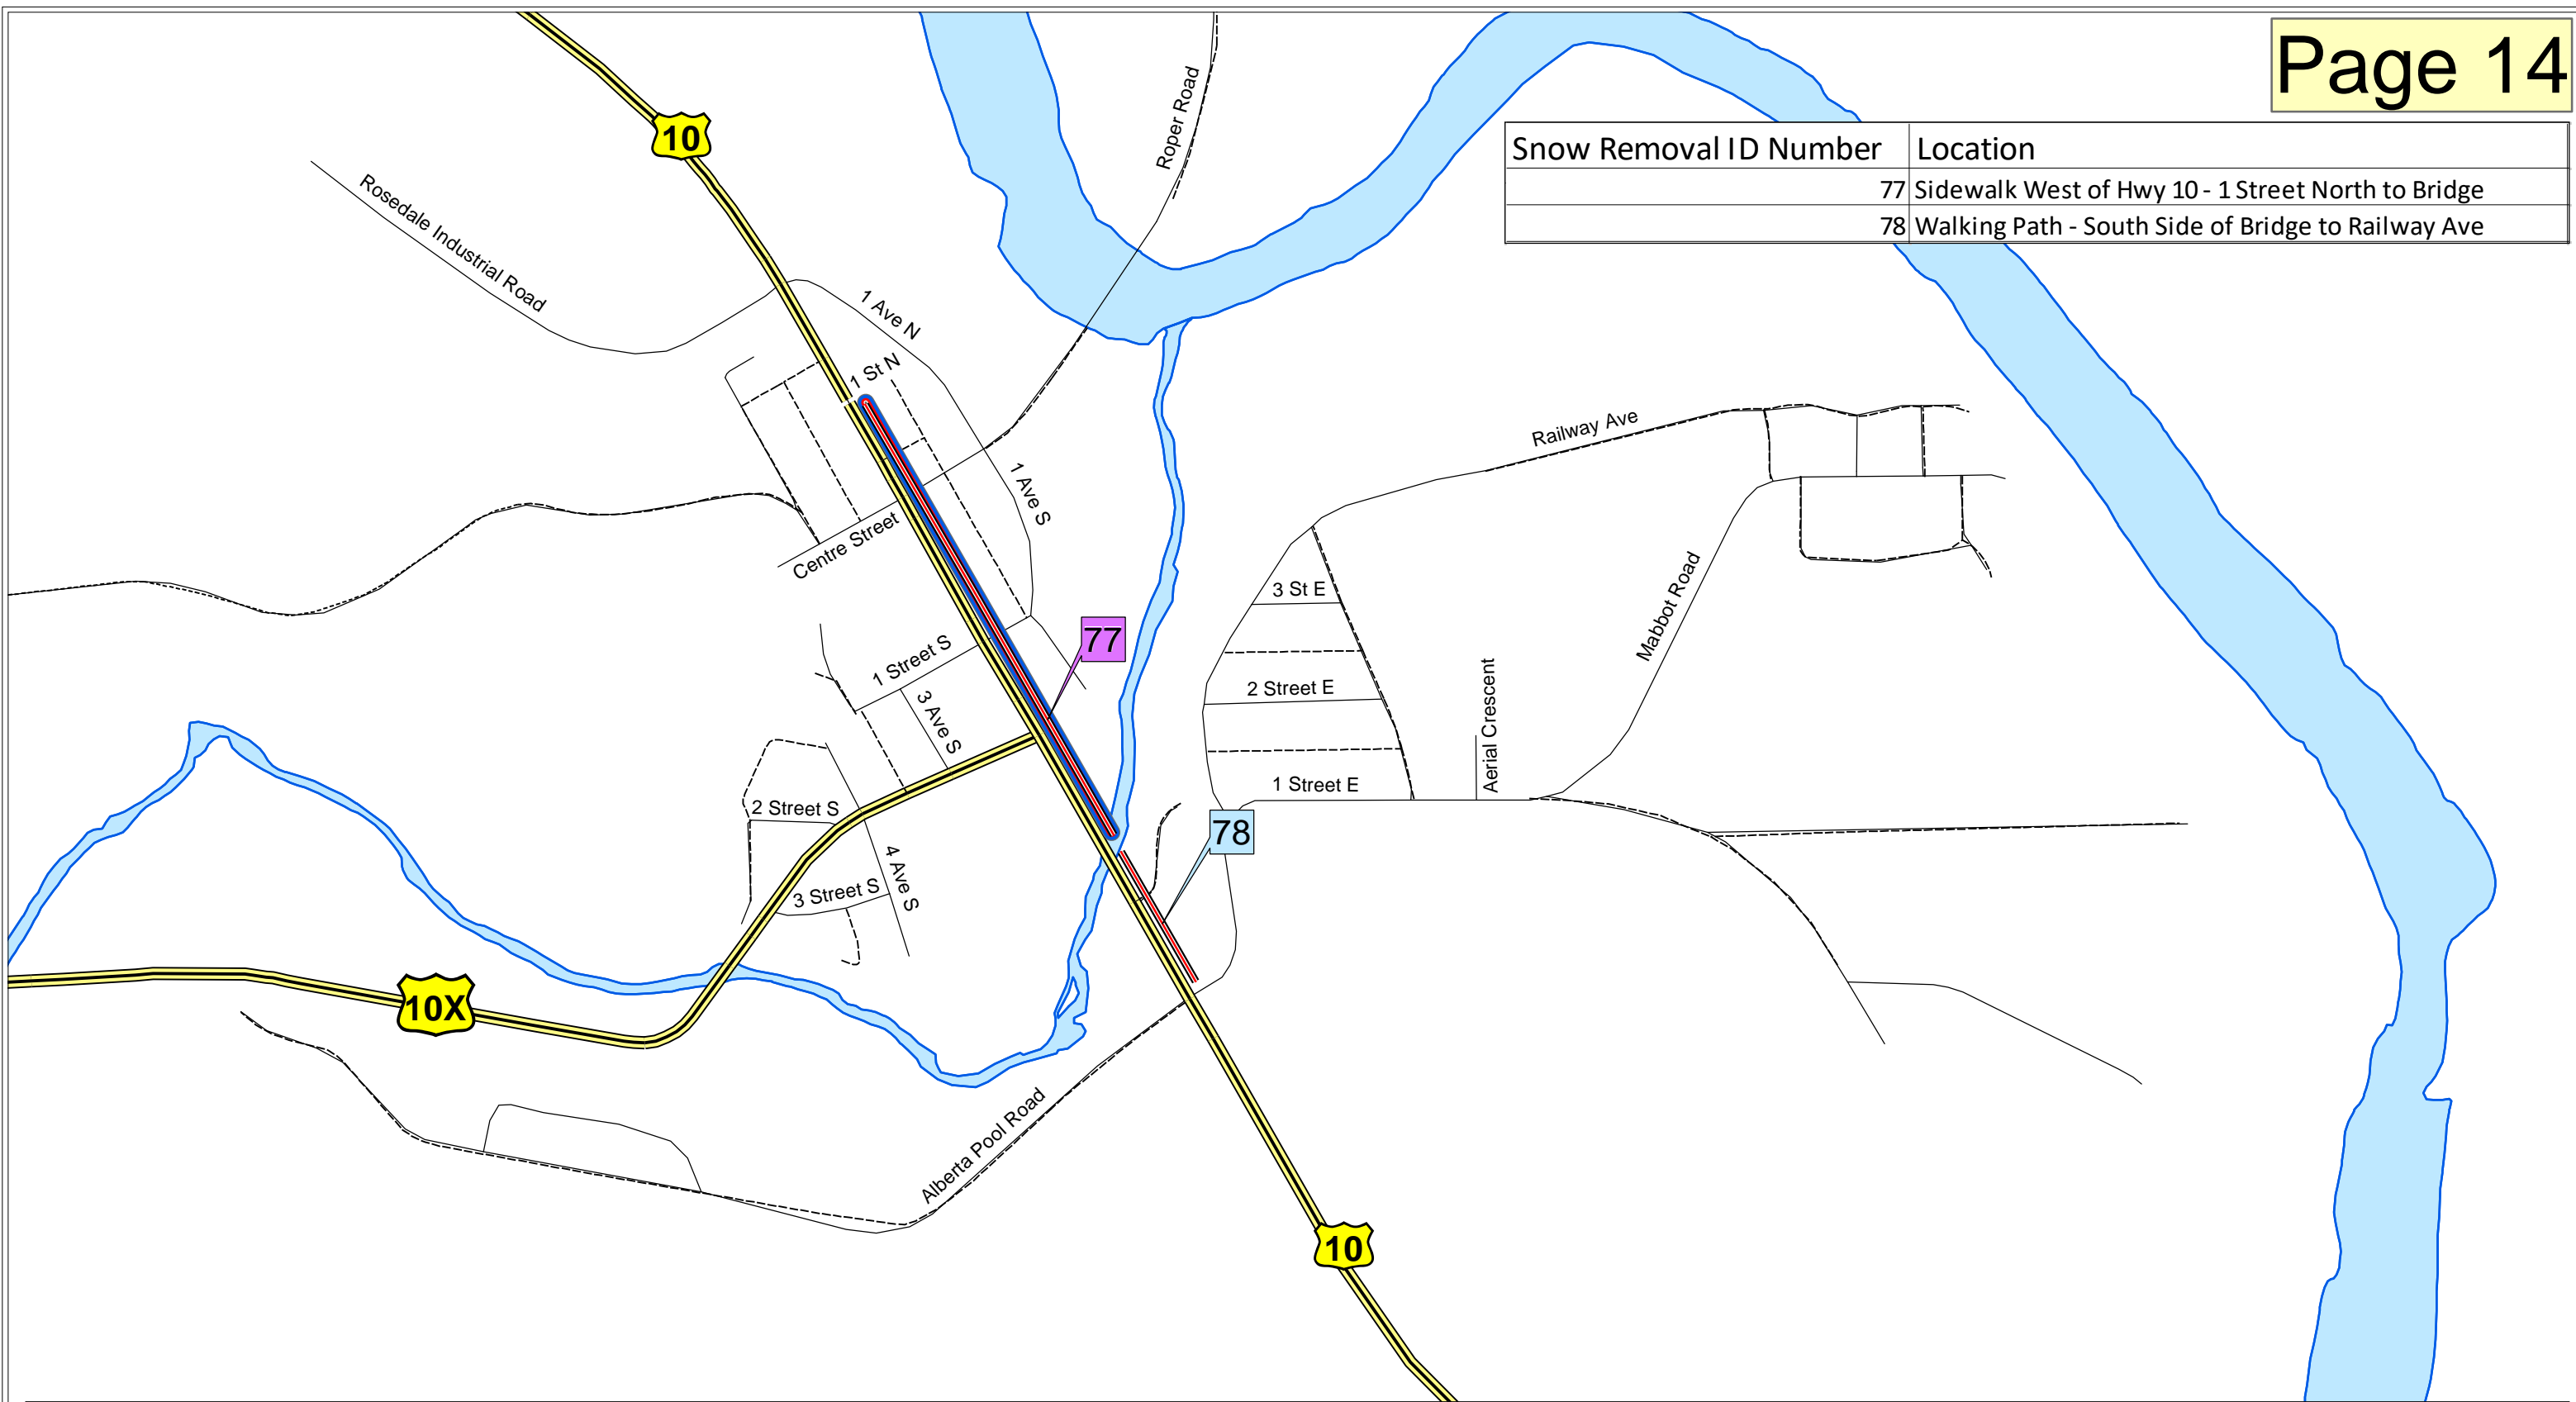 Page 14
Snow Removal ID Number Location
77 Sidewalk West of Hwy 10 - 1 Street North to Bridge
78 Walking Path - South Side of Bridge to Railway Ave
10
Roper Road
Rosedale Industrial Road
1 Ave N
1 St N
Railway Ave
1 Ave S
Centre Street
3 St E
Mabbot Road
77
1 Street S
3 Ave S
2 Street E
Aerial Crescent
1 Street E
2 Street S
78
4 Ave S
3 Street S
10X
Alberta Pool Road
10